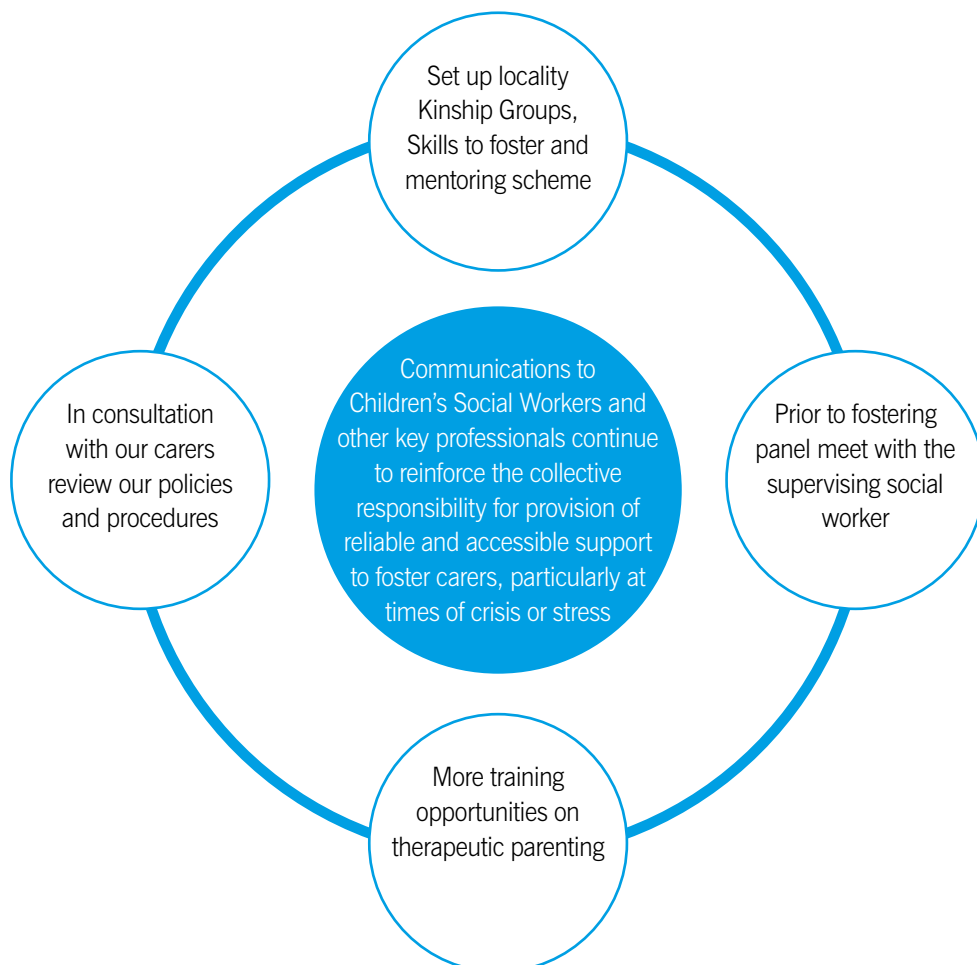 Set up locality
Kinship Groups,
Skills to foster and
mentoring scheme
Communications to
Children’s Social Workers and
other key professionals continue
to reinforce the collective
responsibility for provision of
reliable and accessible support
to foster carers, particularly at
times of crisis or stress
In consultation
with our carers
review our policies
and procedures
Prior to fostering
panel meet with the
supervising social
worker
More training
opportunities on
therapeutic parenting